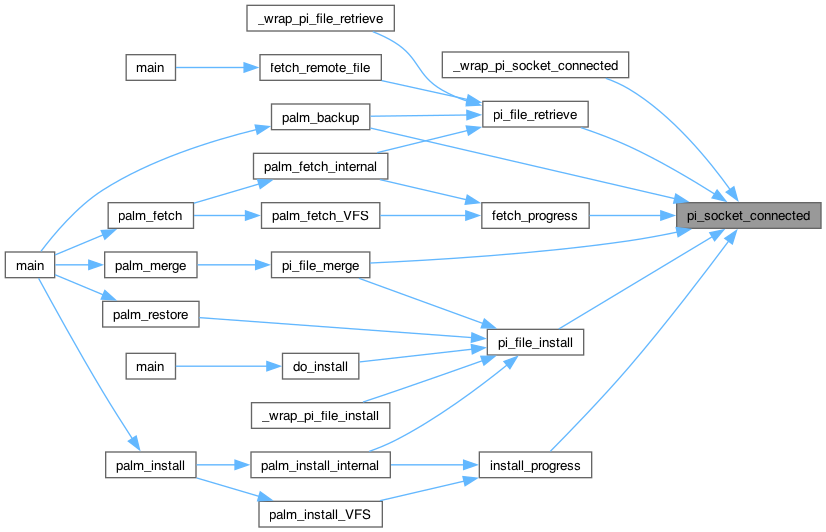 _wrap_pi_file_retrieve
main
fetch_remote_file
_wrap_pi_socket_connected
palm_backup
pi_file_retrieve
palm_fetch_internal
palm_fetch
palm_fetch_VFS
fetch_progress
pi_socket_connected
main
palm_merge
pi_file_merge
palm_restore
pi_file_install
main
do_install
_wrap_pi_file_install
palm_install
palm_install_internal
install_progress
palm_install_VFS